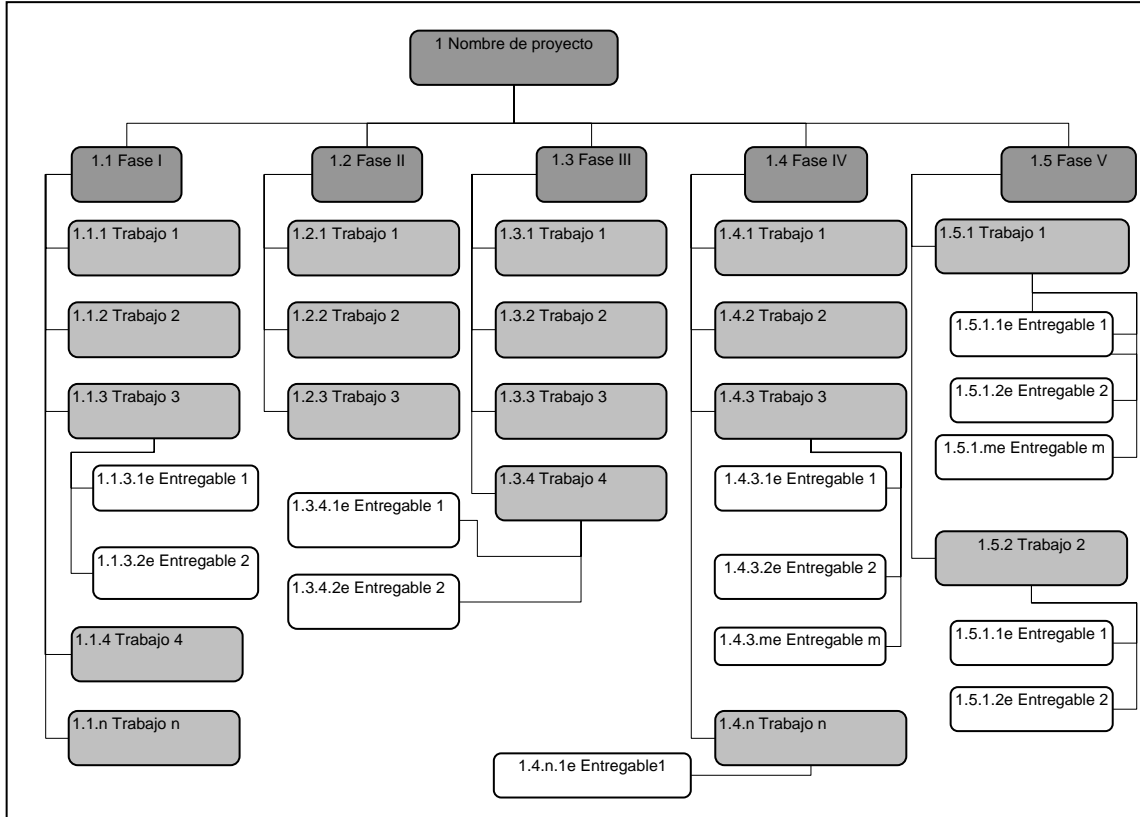 1 Nombre de proyecto
1.1 Fase I
1.2 Fase II
1.3 Fase III
1.4 Fase IV
1.5 Fase V
1.1.1 Trabajo 1
1.1.2 Trabajo 2
1.1.3 Trabajo 3
1.1.3.1e Entregable 1
1.1.3.2e Entregable 2
1.1.4 Trabajo 4
1.1.n Trabajo n
1.2.1 Trabajo 1
1.2.2 Trabajo 2
1.2.3 Trabajo 3
1.3.1 Trabajo 1
1.3.2 Trabajo 2
1.3.3 Trabajo 3
1.3.4 Trabajo 4
1.3.4.1e Entregable 1
1.3.4.2e Entregable 2
1.4.1 Trabajo 1
1.4.2 Trabajo 2
1.4.3 Trabajo 3
1.4.3.1e Entregable 1
1.4.3.2e Entregable 2
1.4.3.me Entregable m
1.4.n Trabajo n
1.4.n.1e Entregable1
1.5.1 Trabajo 1
1.5.1.1e Entregable 1
1.5.1.2e Entregable 2
1.5.1.me Entregable m
1.5.2 Trabajo 2
1.5.1.1e Entregable 1
1.5.1.2e Entregable 2